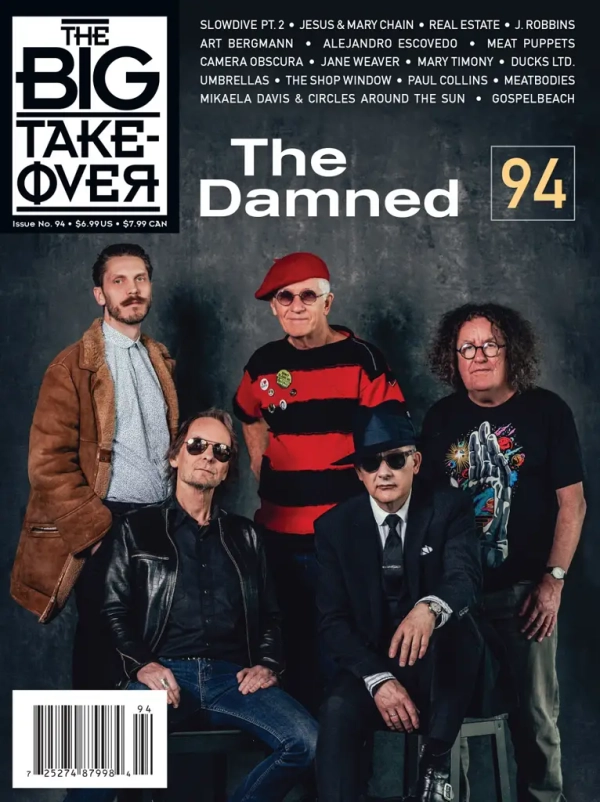 THE
BIG
TAKE-
OVER
Issue No. 94 • $6.99 US • $7.99 CAN
SLOWDIVE PT. 2 • JESUS & MARY CHAIN • REAL ESTATE • J. ROBBINS
ART BERGMANN • ALEJANDRO ESCOVEDO • MEAT PUPPETS
CAMERA OBSCURA • JANE WEAVER • MARY TIMONY • DUCKS LTD.
UMBRELLAS • THE SHOP WINDOW • PAUL COLLINS • MEATBODIES
MIKAELA DAVIS & CIRCLES AROUND THE SUN • GOSPELBEACH
The
Damned
94
94
7 25274 87998 4